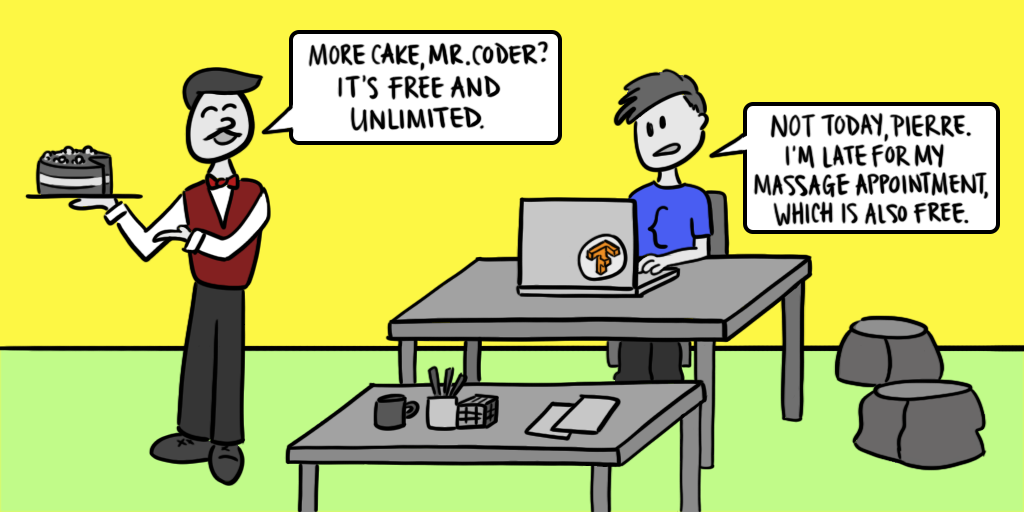 MORE CAKE, MR. CODER?
IT'S FREE AND
UNLIMITED.
NOT TODAY, PIERRE.
I'M LATE FOR MY
MASSAGE APPOINTMENT,
WHICH IS ALSO FREE.
{